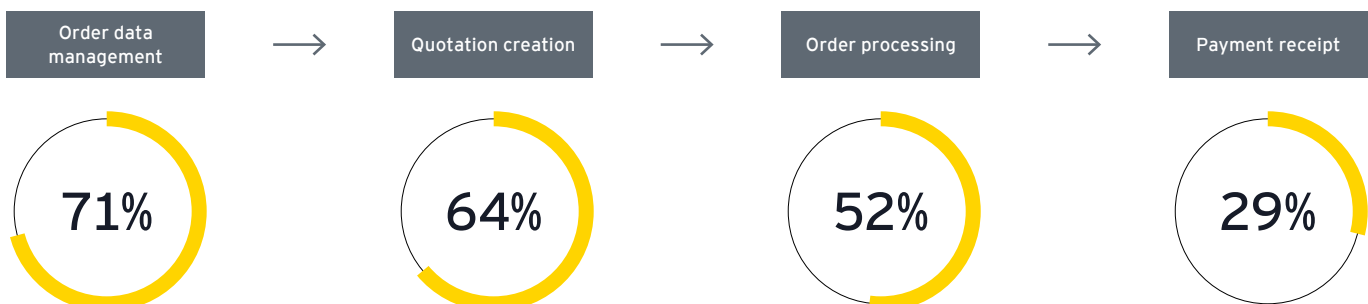 Order data
management
Quotation creation
Order processing
Payment receipt
71%
64%
52%
29%